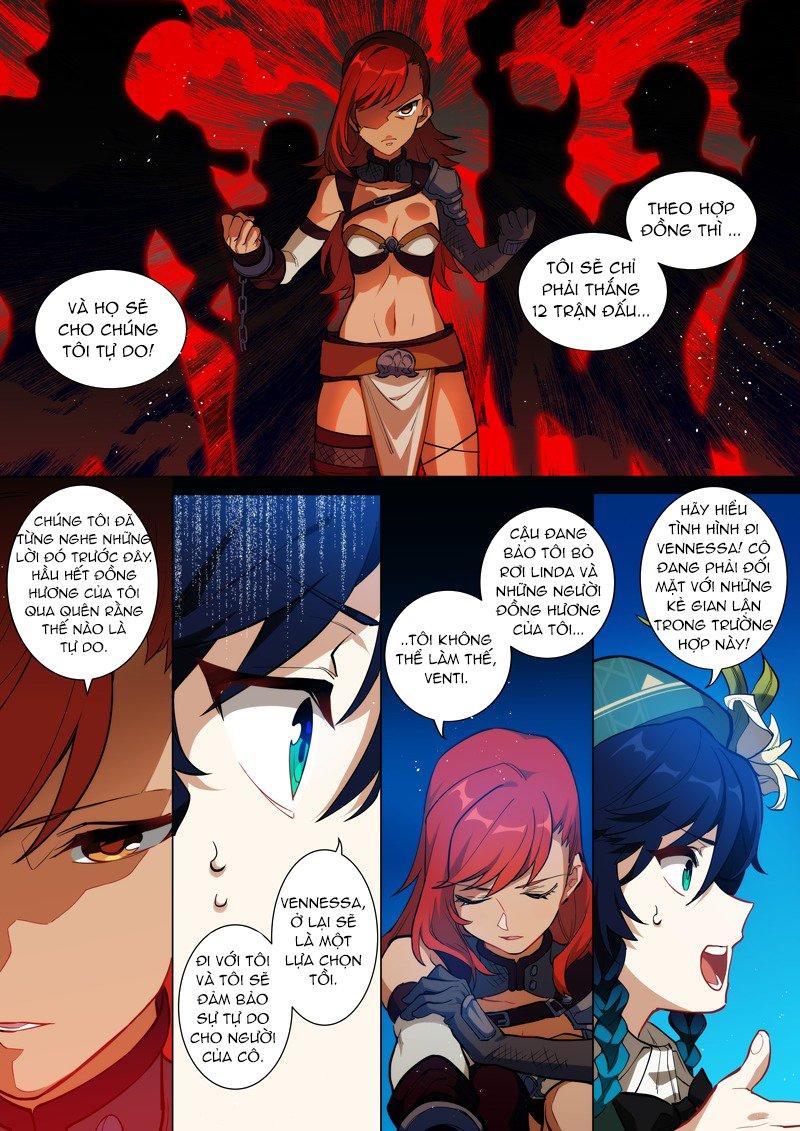 THEO HỢP
ĐỒNG THÌ ...
TÔI SẼ CHỈ
PHẢI THẮNG
12 TRẬN ĐẤU...
VÀ HỌ SẼ
CHO CHÚNG
TÔI TỰ DO!
HÃY HIỂU
TÌNH HÌNH ĐI
VENNESSA! CÔ
ĐANG PHẢI ĐỐI
MẶT VỚI NHỮNG
KẺ GIAN LẬN
TRONG TRƯỜNG
HỢP NÀY!
CẬU ĐANG
BẢO TÔI BỎ
RƠI LINDA VÀ
NHỮNG NGƯỜI
ĐỒNG HƯƠNG
CỦA TÔI...
..TÔI KHÔNG
THỂ LÀM THẾ,
VENTI.
VENNESSA,
Ở LẠI SẼ
LÀ MỘT
LỰA CHỌN
TỒI.
ĐI VỚI TÔI
VÀ TÔI SẼ
ĐẢM BẢO
SỰ TỰ DO
CHO NGƯỜI
CỦA CÔ.
CHÚNG TÔI ĐÃ
TỪNG NGHE NHỮNG
LỜI ĐÓ TRƯỚC ĐÂY.
HẦU HẾT ĐỒNG
HƯƠNG CỦA TÔI
QUA QUÊN RẰNG
THẾ NÀO LÀ
TỰ DO.